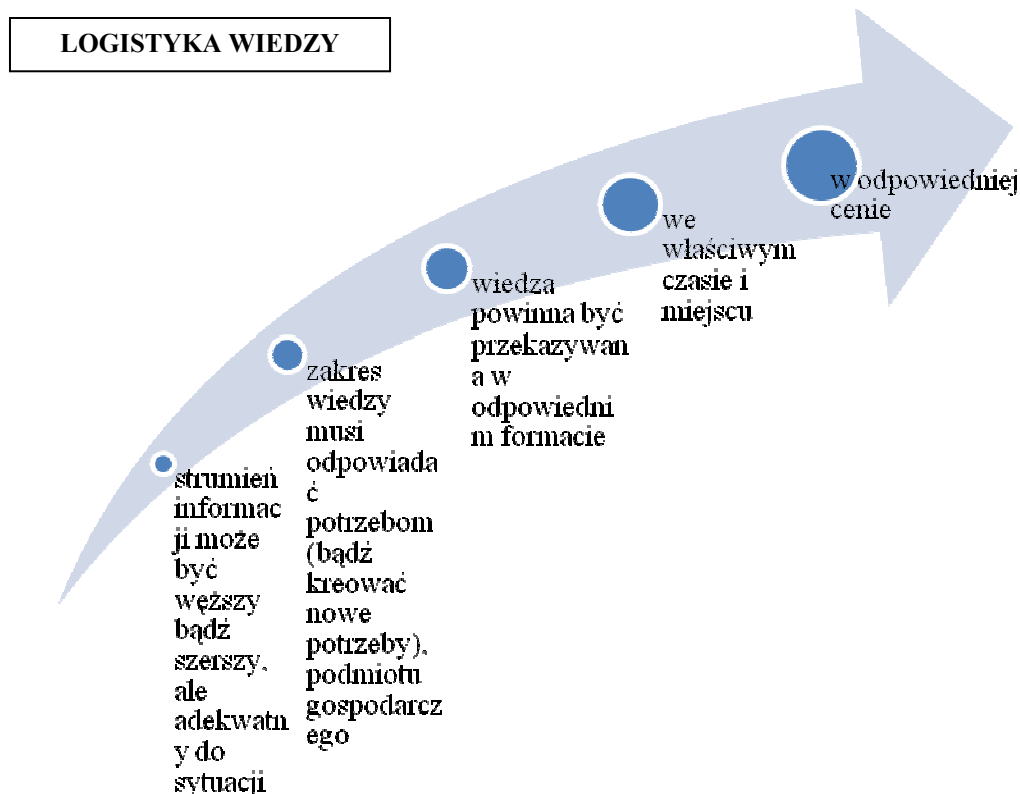 LOGISTYKA WIEDZY
strumień
informac
ji może
być
węższy
bądź
szerszy,
ale
adekwatn
y do
sytuacji
zakres
wiedzy
musi
odpowiada
ć
potrzebom
(bądź
kreować
nowe
potrzeby),
podmiotu
gospodarcz
ego
wiedza
powinna być
przekazywan
a w
odpowiedni
m formacie
we
właściwym
czasie i
miejscu
w odpowiedniej
cenie